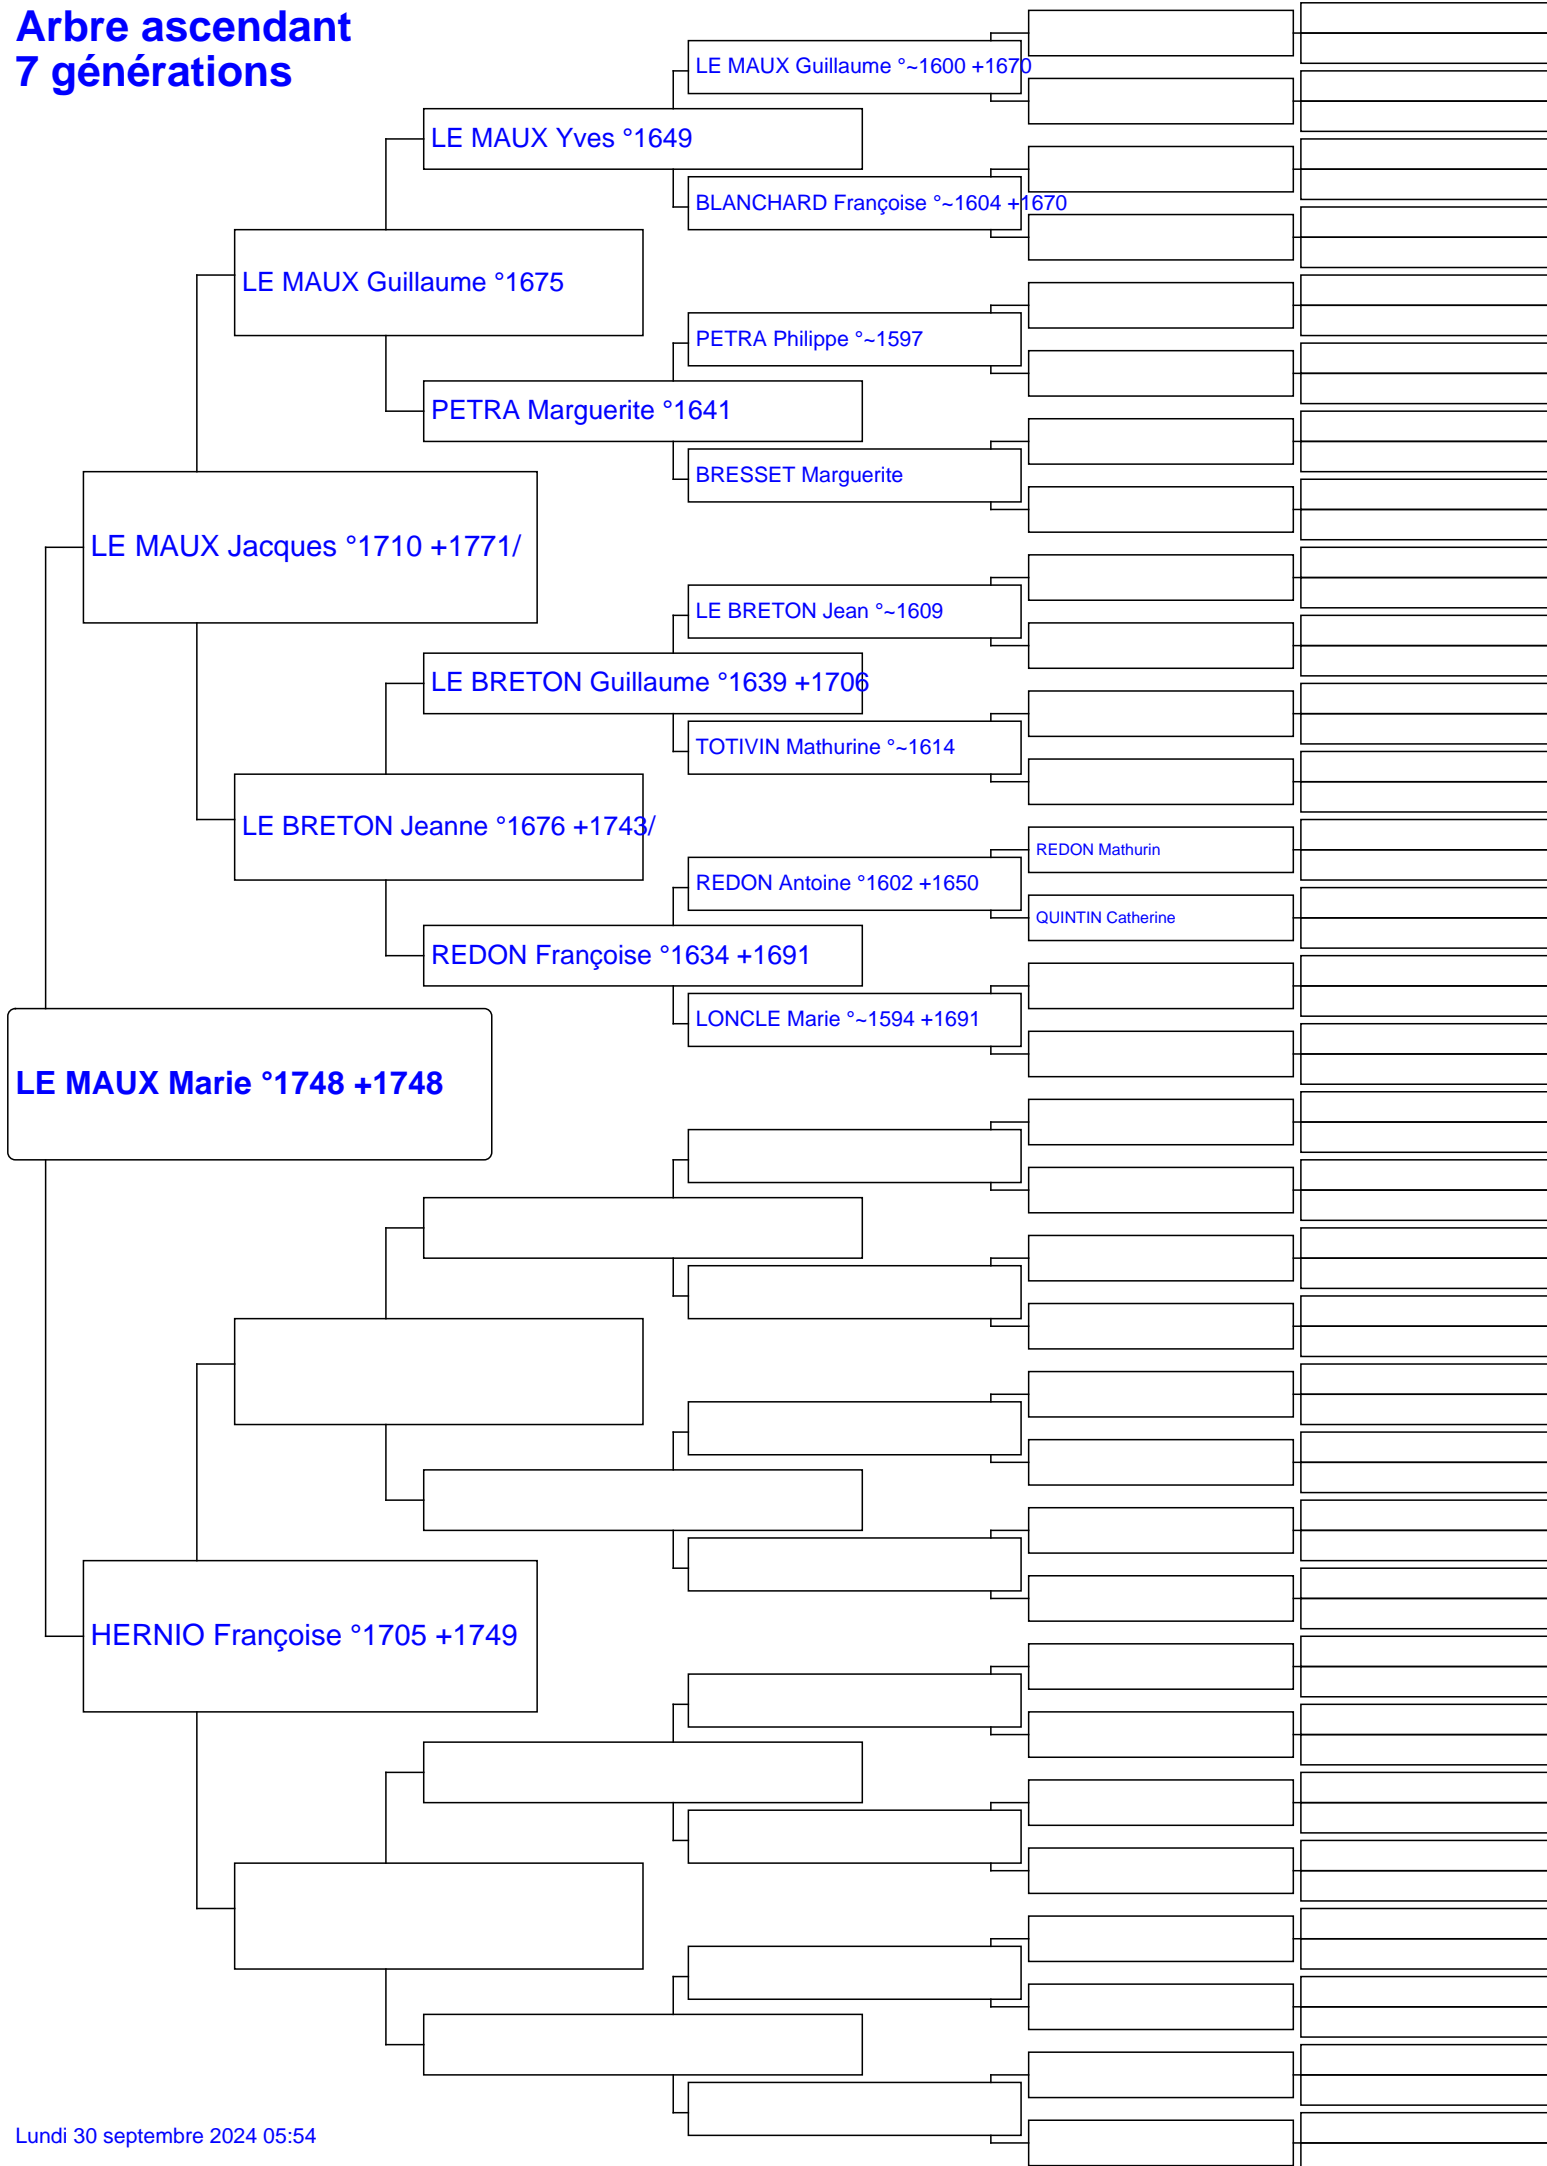 Arbre ascendant
7 générations
LE MAUX Guillaume °~1600 +1670
LE MAUX Yves °1649
BLANCHARD Françoise °~1604 +1670
LE MAUX Guillaume °1675
PETRA Philippe °~1597
PETRA Marguerite °1641
BRESSET Marguerite
LE MAUX Jacques °1710 +1771/
LE BRETON Jean °~1609
LE BRETON Guillaume °1639 +1706
TOTIVIN Mathurine °~1614
LE BRETON Jeanne °1676 +1743/
REDON Mathurin
REDON Antoine °1602 +1650
QUINTIN Catherine
REDON Françoise °1634 +1691
LONCLE Marie °~1594 +1691
LE MAUX Marie °1748 +1748
HERNIO Françoise °1705 +1749
Lundi 30 septembre 2024 05:54